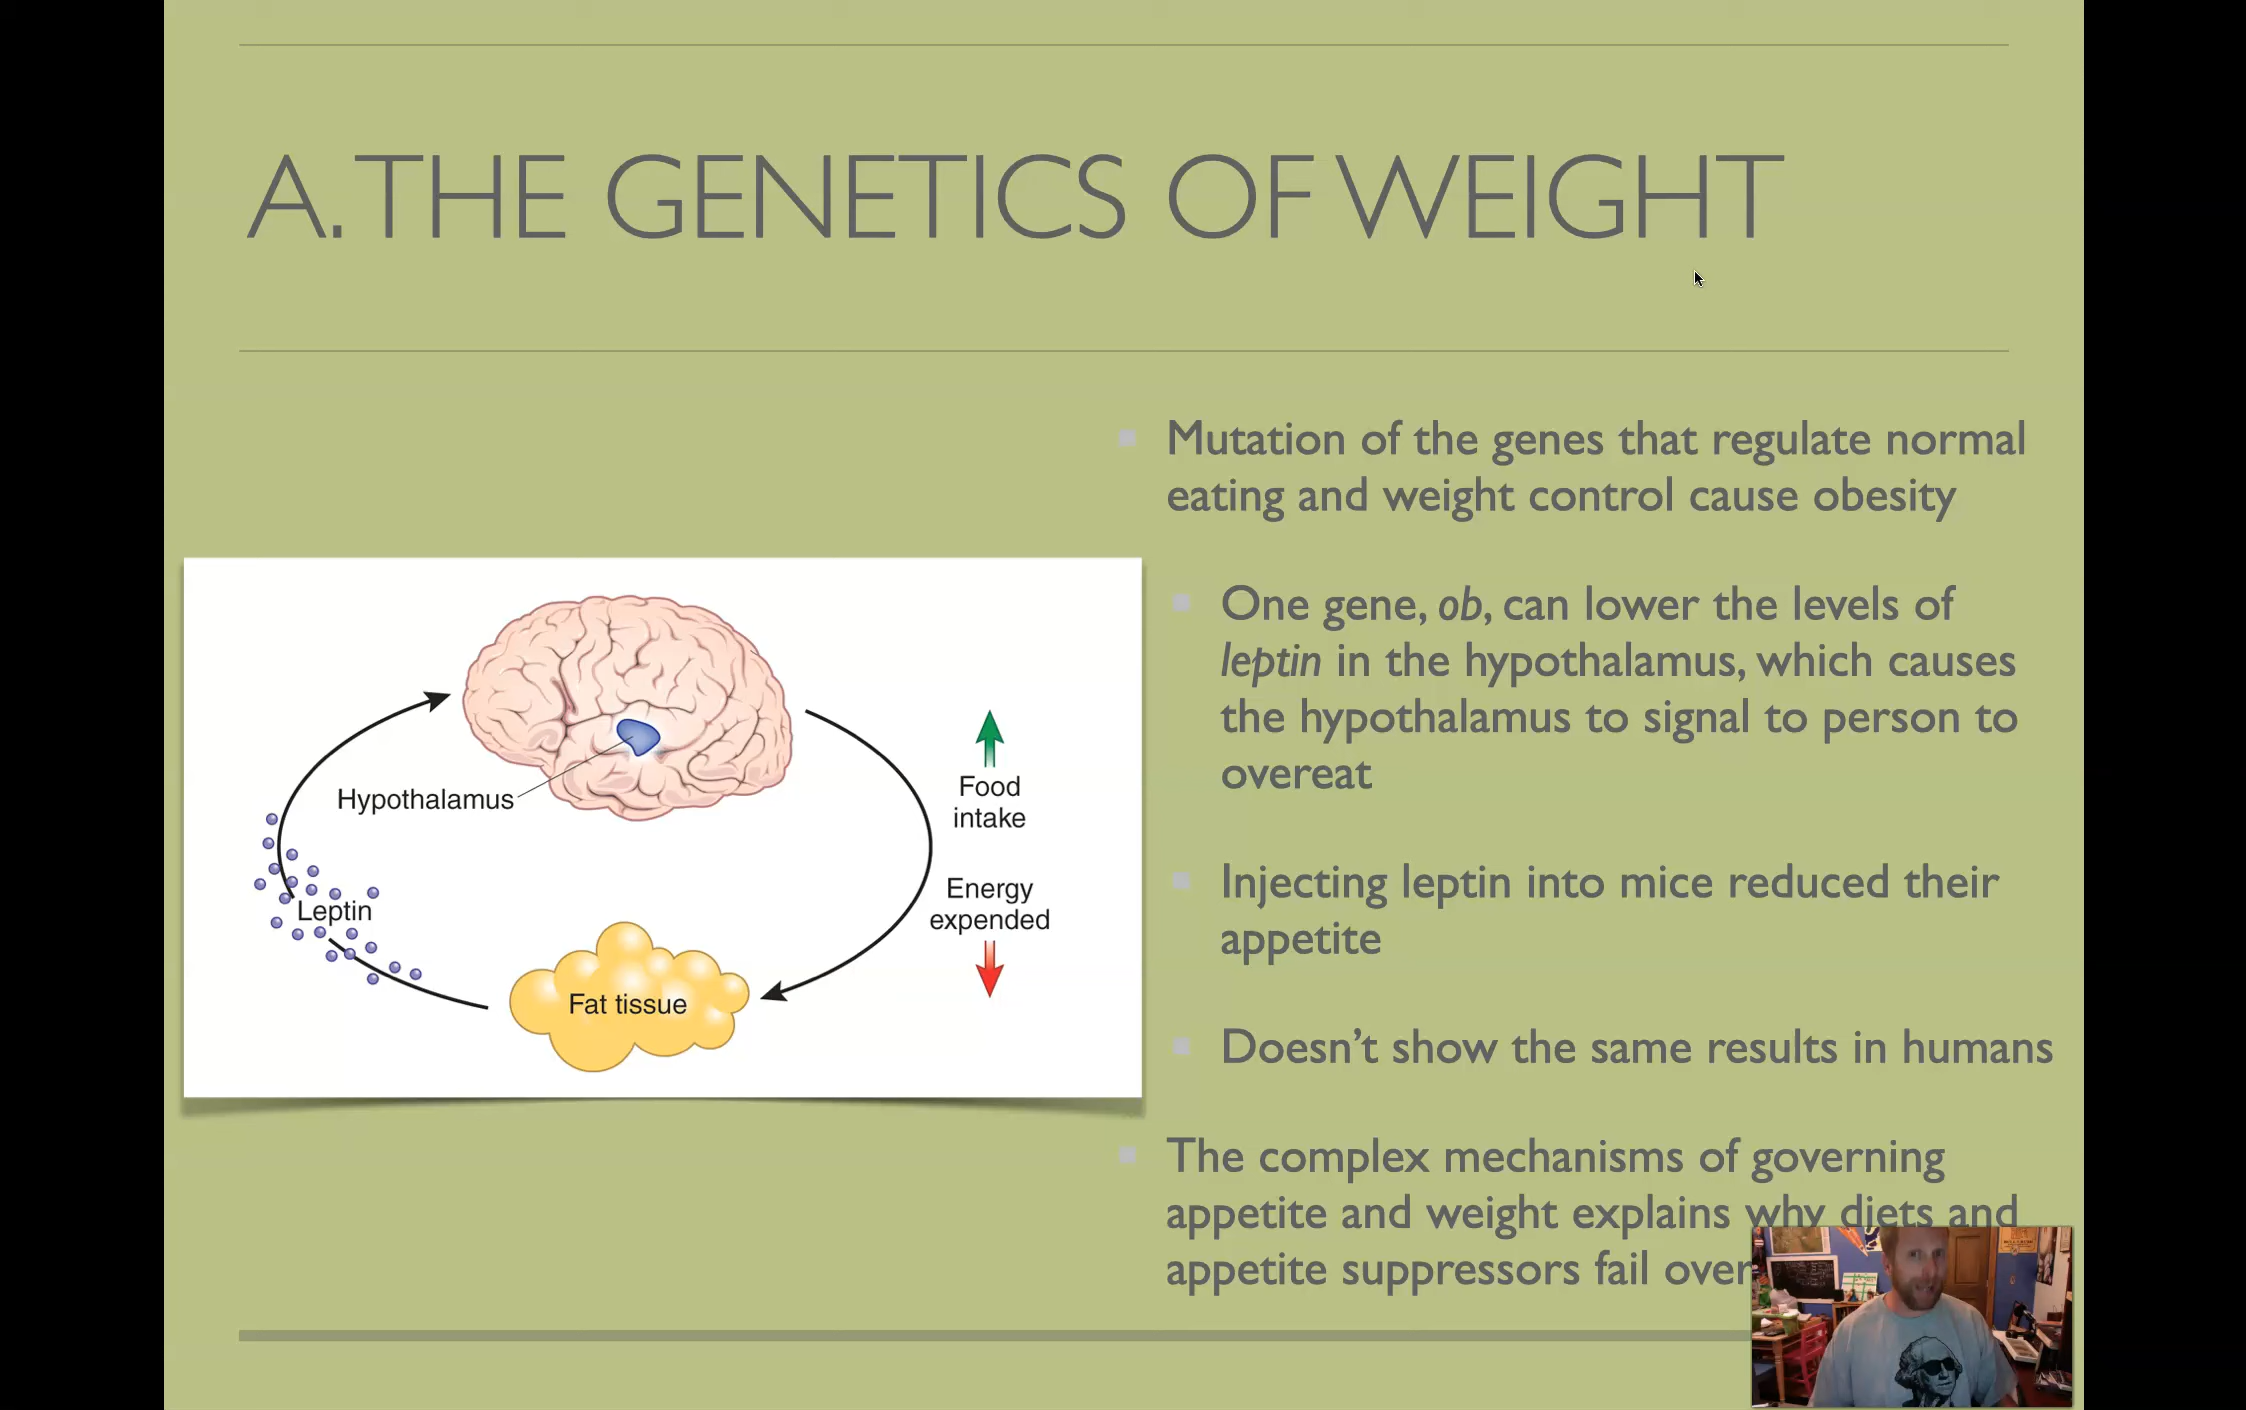 A. THE GENETICS OF WEIGHT
Mutation of the genes that regulate normal
eating and weight control cause obesity
One gene, ob, can lower the levels of
leptin in the hypothalamus, which causes
the hypothalamus to signal to person to
overeat
Injecting leptin into mice reduced their
appetite
Doesn't show the same results in humans
The complex mechanisms of governing
appetite and weight explains why diets and
appetite suppressors fail over
Hypothalamus
Leptin
Fat tissue
Food
intake
Energy
expended